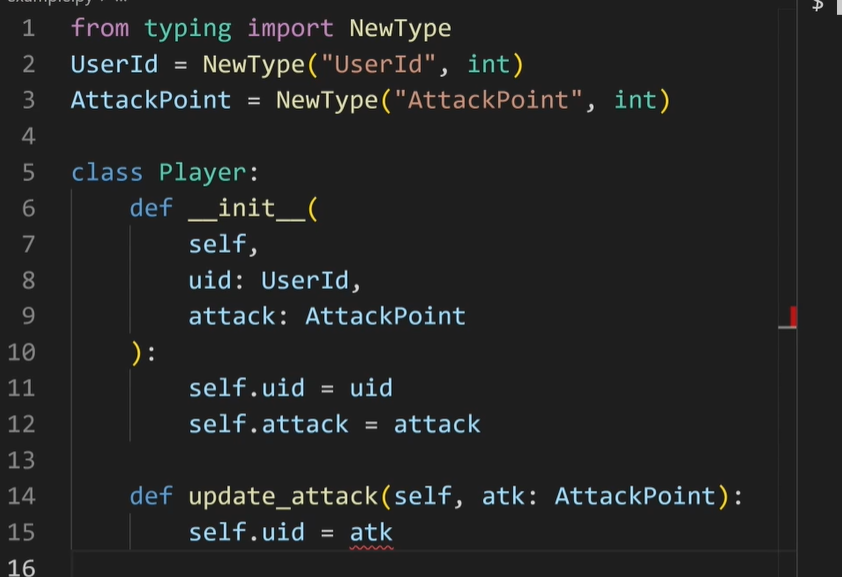 example.py > ...
$
1 from typing import NewType
2 UserId = NewType("UserId", int)
3 AttackPoint = NewType("AttackPoint", int)
4
5 class Player:
6     def __init__(
7         self,
8         uid: UserId,
9         attack: AttackPoint
10     ):
11         self.uid = uid
12         self.attack = attack
13
14     def update_attack(self, atk: AttackPoint):
15         self.uid = atk
16